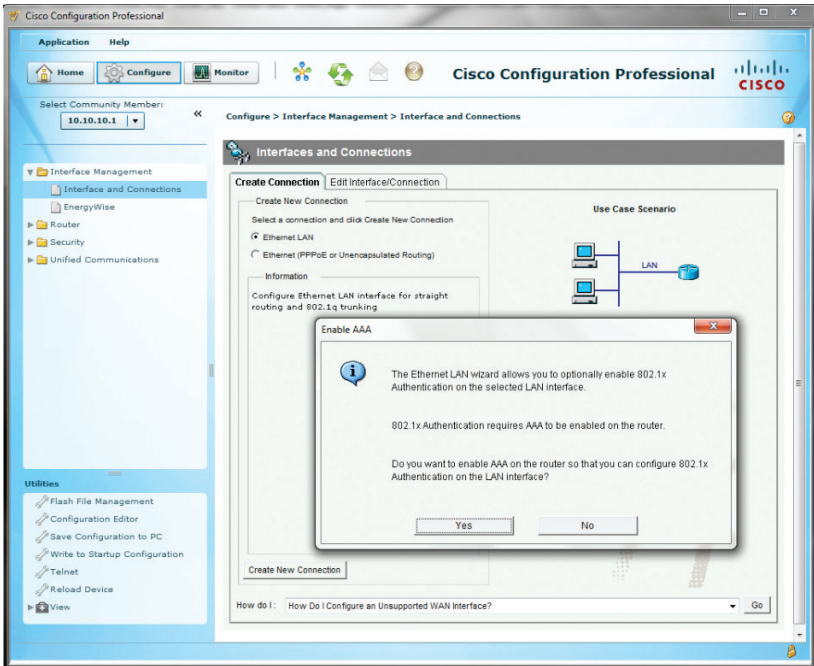 Cisco Configuration Professional
Application Help
Home Configure Monitor
Cisco Configuration Professional
CISCO
Select Community Member:
10.10.10.1
«
Configure > Interface Management > Interface and Connections
Interface Management
Interface and Connections
EnergyWise
Router
Security
Unified Communications
Interfaces and Connections
Create Connection Edit Interface/Connection
Create New Connection
Select a connection and click Create New Connection
Ethernet LAN
Ethernet (PPPoE or Unencapsulated Routing)
Information
Configure Ethernet LAN interface for straight
routing and 802.1q trunking
Use Case Scenario
LAN
Enable AAA
The Ethernet LAN wizard allows you to optionally enable 802.1x
Authentication on the selected LAN interface.
802.1x Authentication requires AAA to be enabled on the router.
Do you want to enable AAA on the router so that you can configure 802.1x
Authentication on the LAN interface?
Yes No
Create New Connection
How do I: How Do I Configure an Unsupported WAN Interface? Go
Utilities
Flash File Management
Configuration Editor
Save Configuration to PC
Write to Startup Configuration
Telnet
Reload Device
View